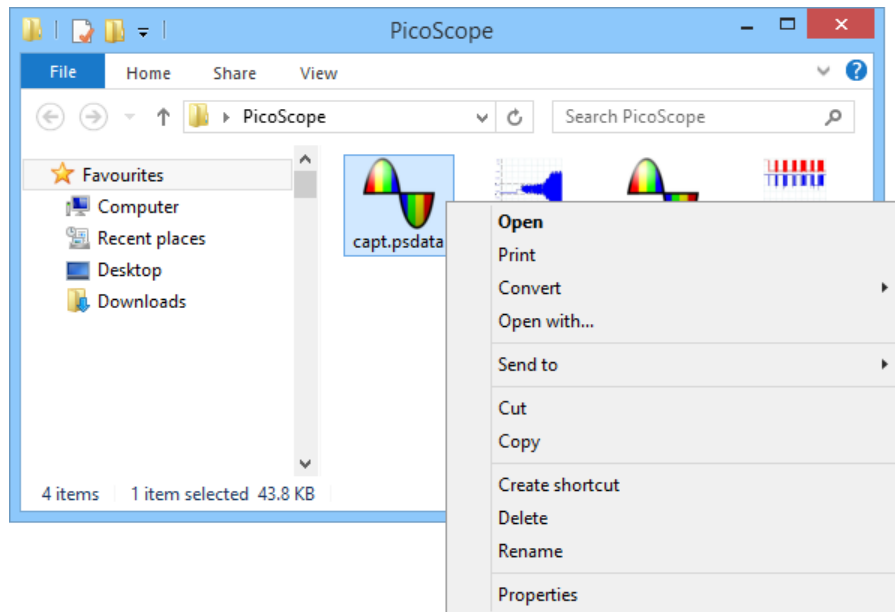 PicoScope
File Home Share View
PicoScope
Search PicoScope
Favourites
Computer
Recent places
Desktop
Downloads
capt.psdata
4 items 1 item selected 43.8 KB
Open
Print
Convert
Open with...
Send to
Cut
Copy
Create shortcut
Delete
Rename
Properties